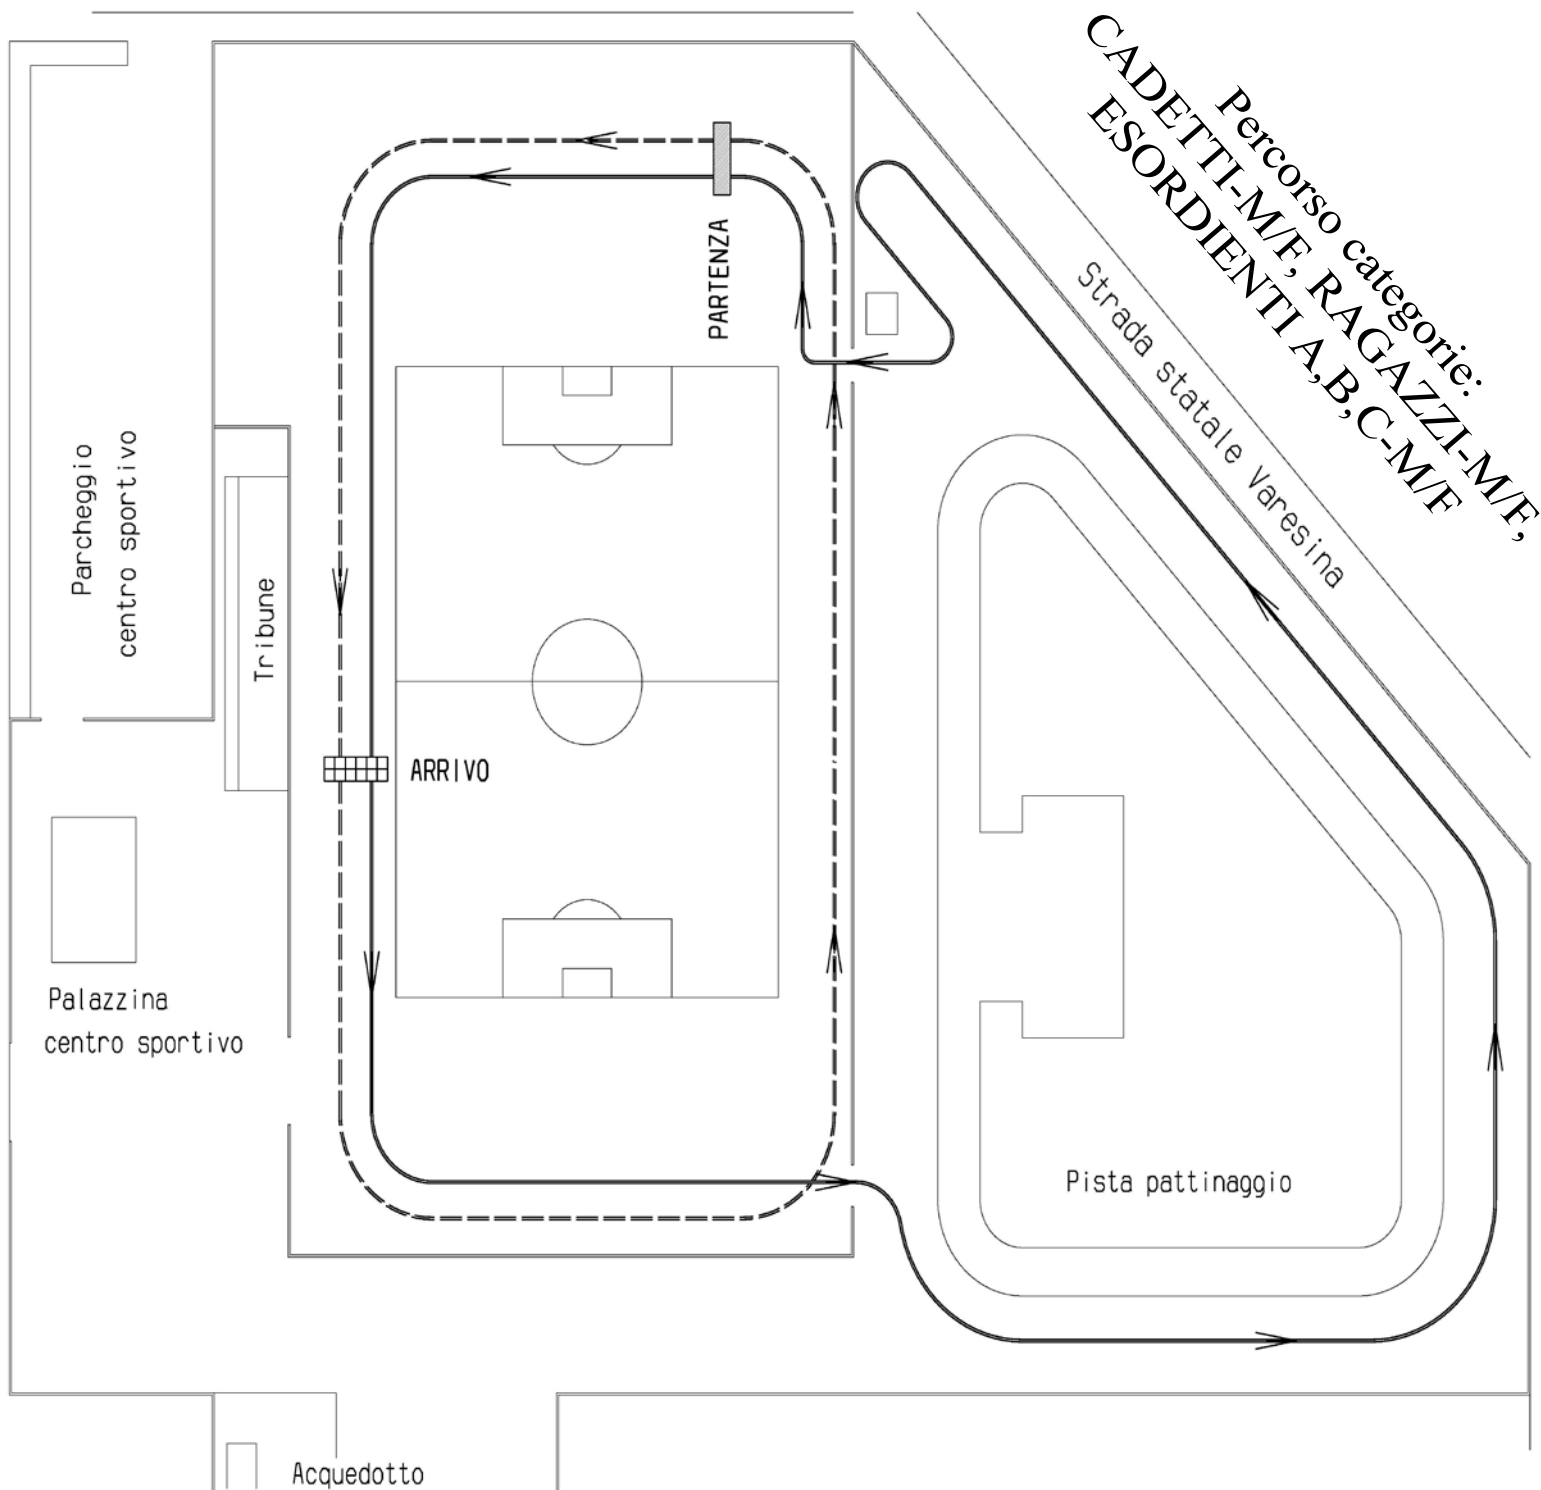 Percorso categorie:
CADETTI-M/F, RAGAZZI-M/F,
ESORDIENTI A,B,C-M/F
Strada statale Varesina
PARTENZA
Parcheggio
centro sportivo
Tribune
ARRIVO
Palazzina
centro sportivo
Pista pattinaggio
Acquedotto